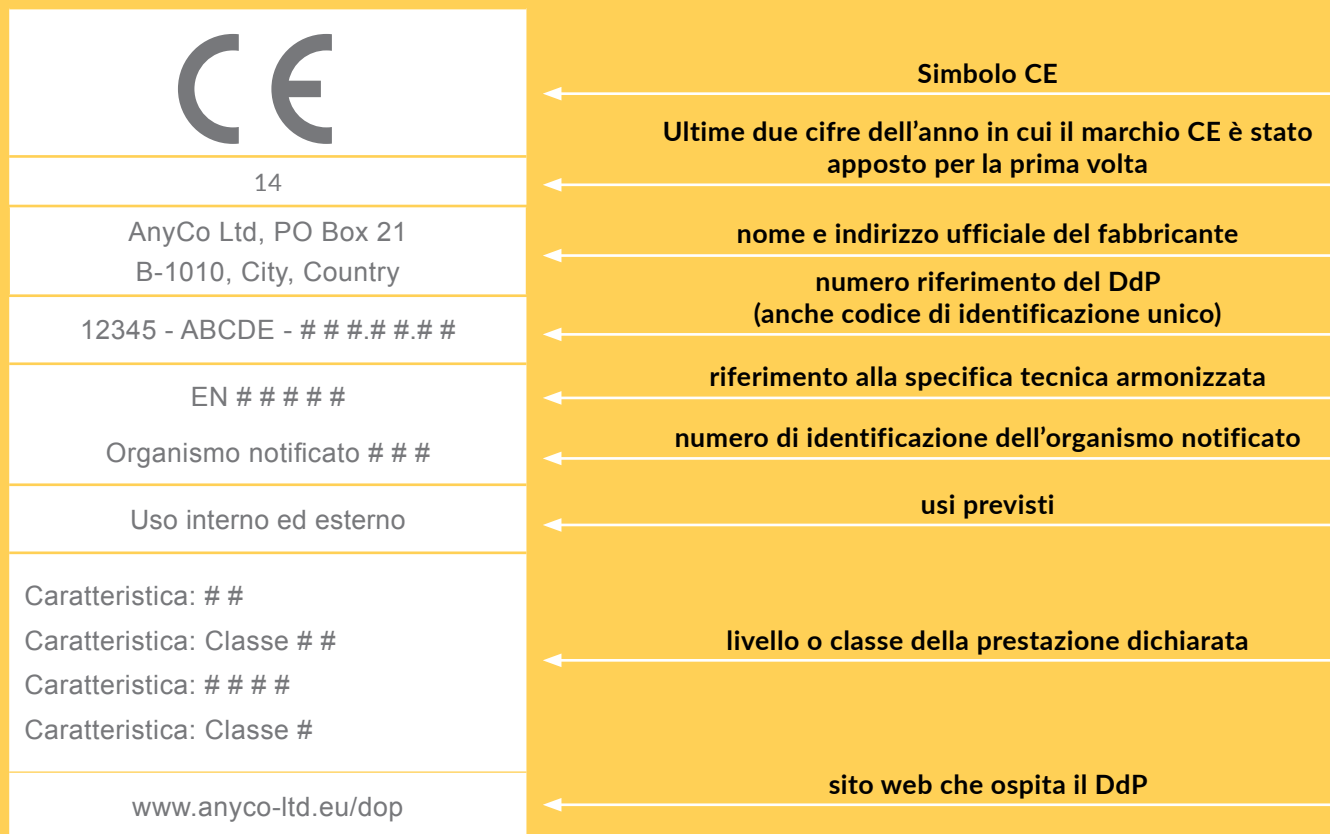 CE
Simbolo CE
Ultime due cifre dell’anno in cui il marchio CE è stato
apposto per la prima volta
14
AnyCo Ltd, PO Box 21
B-1010, City, Country
nome e indirizzo ufficiale del fabbricante
numero riferimento del DdP
(anche codice di identificazione unico)
12345 - ABCDE - # # #.# #.# #
EN # # # # #
riferimento alla specifica tecnica armonizzata
Organismo notificato # # #
numero di identificazione dell’organismo notificato
Uso interno ed esterno
usi previsti
Caratteristica: # #
Caratteristica: Classe # #
Caratteristica: # # # #
Caratteristica: Classe #
livello o classe della prestazione dichiarata
www.anyco-ltd.eu/dop
sito web che ospita il DdP